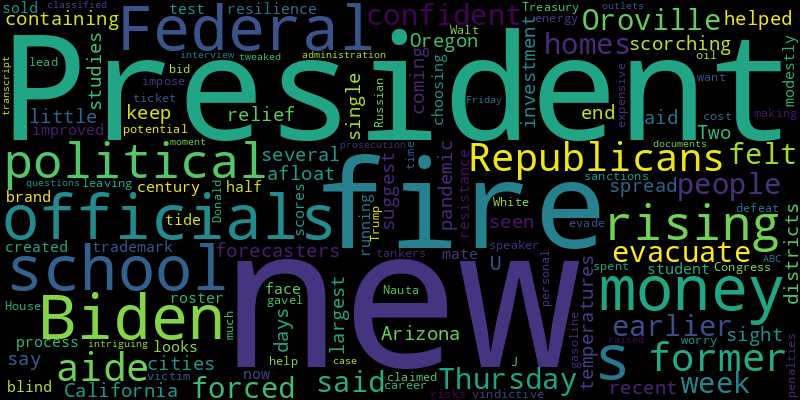 sold classified test resilience Treasury outlets
containing Federal confident energy Oroville helped
Walt
lead studies interview tweaked administration Oregon homes scorching
transcript President oil
bid coming choosing investment want modestly
impose single Russian
little ticket relief keep end aid cost expensive making
improved potential Friday Two
moment prosecution documents
political several time Republicans felt
questions leaving afloat suggest pandemic resistance sanctions
brand century half Donald scores running Trump fire White spread people
officials tide seen evade rising defeat districts
created trademark forecasters speaker evacuate ABC
school tankers mate U personal spent student Congress
House roster face Nauta new temperatures money
Biden gavel largest
much days Arizona gasoline earlier
process intriguing looks help case J s raised worry sight
say aide cities claimed former penalties
victim now said career Thursday
blind California forced risks vindictive recent week